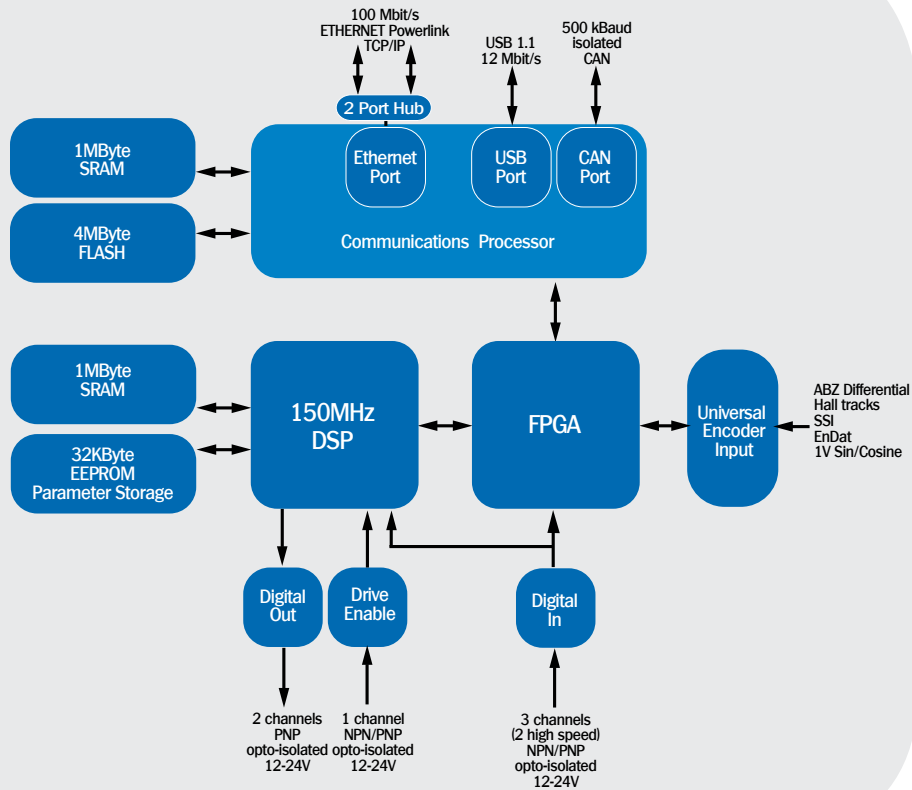 100 Mbit/s
ETHERNET Powerlink
TCP/IP
USB 1.1
12 Mbit/s
500 kBaud
isolated
CAN
2 Port Hub
1MByte
SRAM
Ethernet
Port
USB
Port
CAN
Port
4MByte
FLASH
Communications Processor
1MByte
SRAM
150MHz
DSP
FPGA
Universal
Encoder
Input
ABZ Differential
Hall tracks
SSI
EnDat
1V Sin/Cosine
32KByte
EEPROM
Parameter Storage
Digital
Out
Drive
Enable
Digital
In
2 channels
PNP
opto-isolated
12-24V
1 channel
NPN/PNP
opto-isolated
12-24V
3 channels
(2 high speed)
NPN/PNP
opto-isolated
12-24V